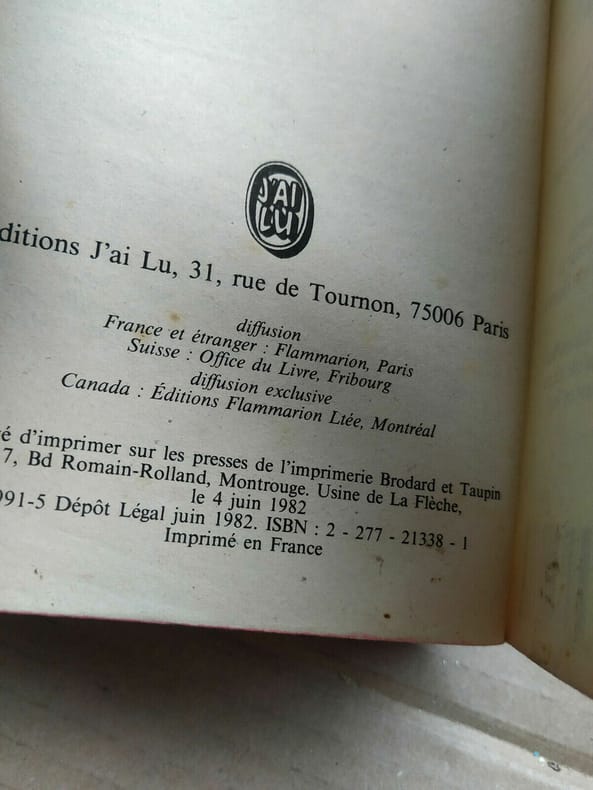 J'AI
LU
ditions J'ai Lu, 31, rue de Tournon, 75006 Paris
diffusion
France et étranger : Flammarion, Paris
Suisse : Office du Livre, Fribourg
diffusion exclusive
Canada : Éditions Flammarion Ltée, Montréal
é d'imprimer sur les presses de l'imprimerie Brodard et Taupin
7, Bd Romain-Rolland, Montrouge. Usine de La Flèche,
le 4 juin 1982
091-5 Dépôt Légal juin 1982. ISBN : 2 - 277 - 21338 - 1
Imprimé en France